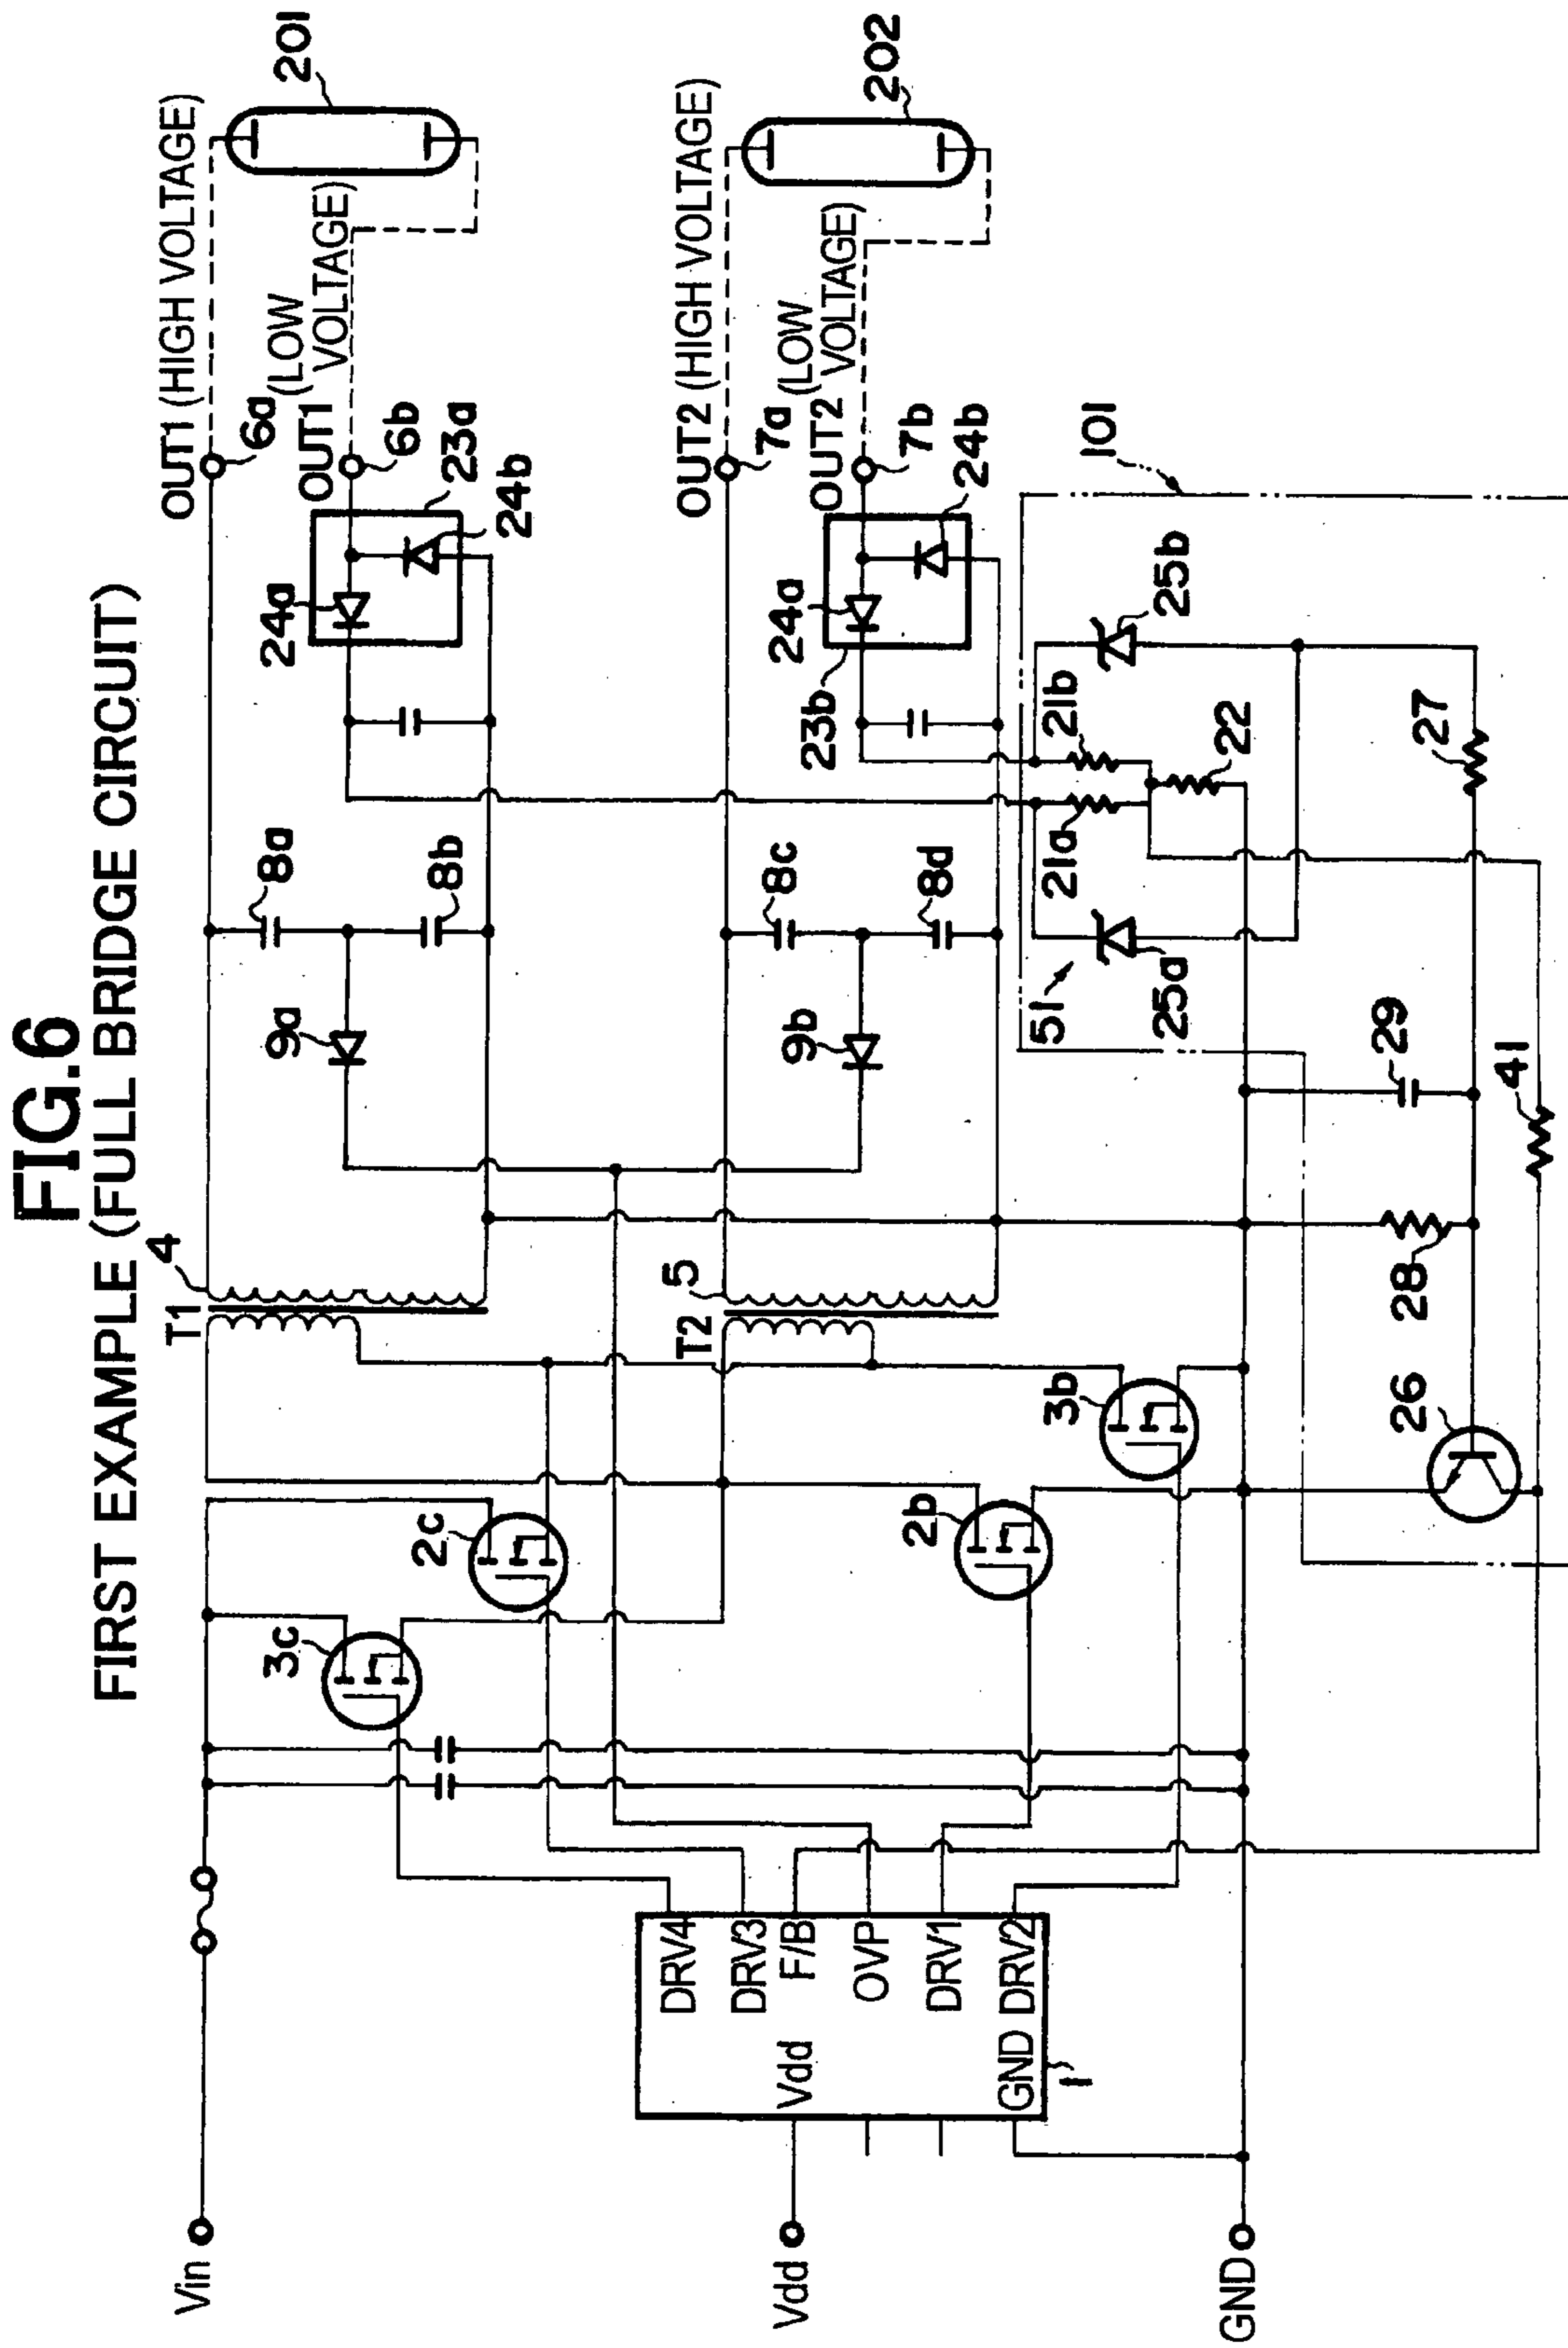 FIG.6
FIRST EXAMPLE (FULL BRIDGE CIRCUIT)
Vin
Vdd
GND
DRV4
DRV3
F/B
OVP
DRV1
DRV2
Vdd
GND
1
3c
2c
2b
3b
T1
4
T2
5
9a
8a
8b
9b
8c
8d
OUT1 (HIGH VOLTAGE)
6a
OUT1
(LOW
VOLTAGE)
6b
24a
23a
24b
201
OUT2 (HIGH VOLTAGE)
7a
OUT2
(LOW
VOLTAGE)
7b
24a
24b
23b
202
101
51
25a
21a
21b
25b
22
27
29
28
26
41